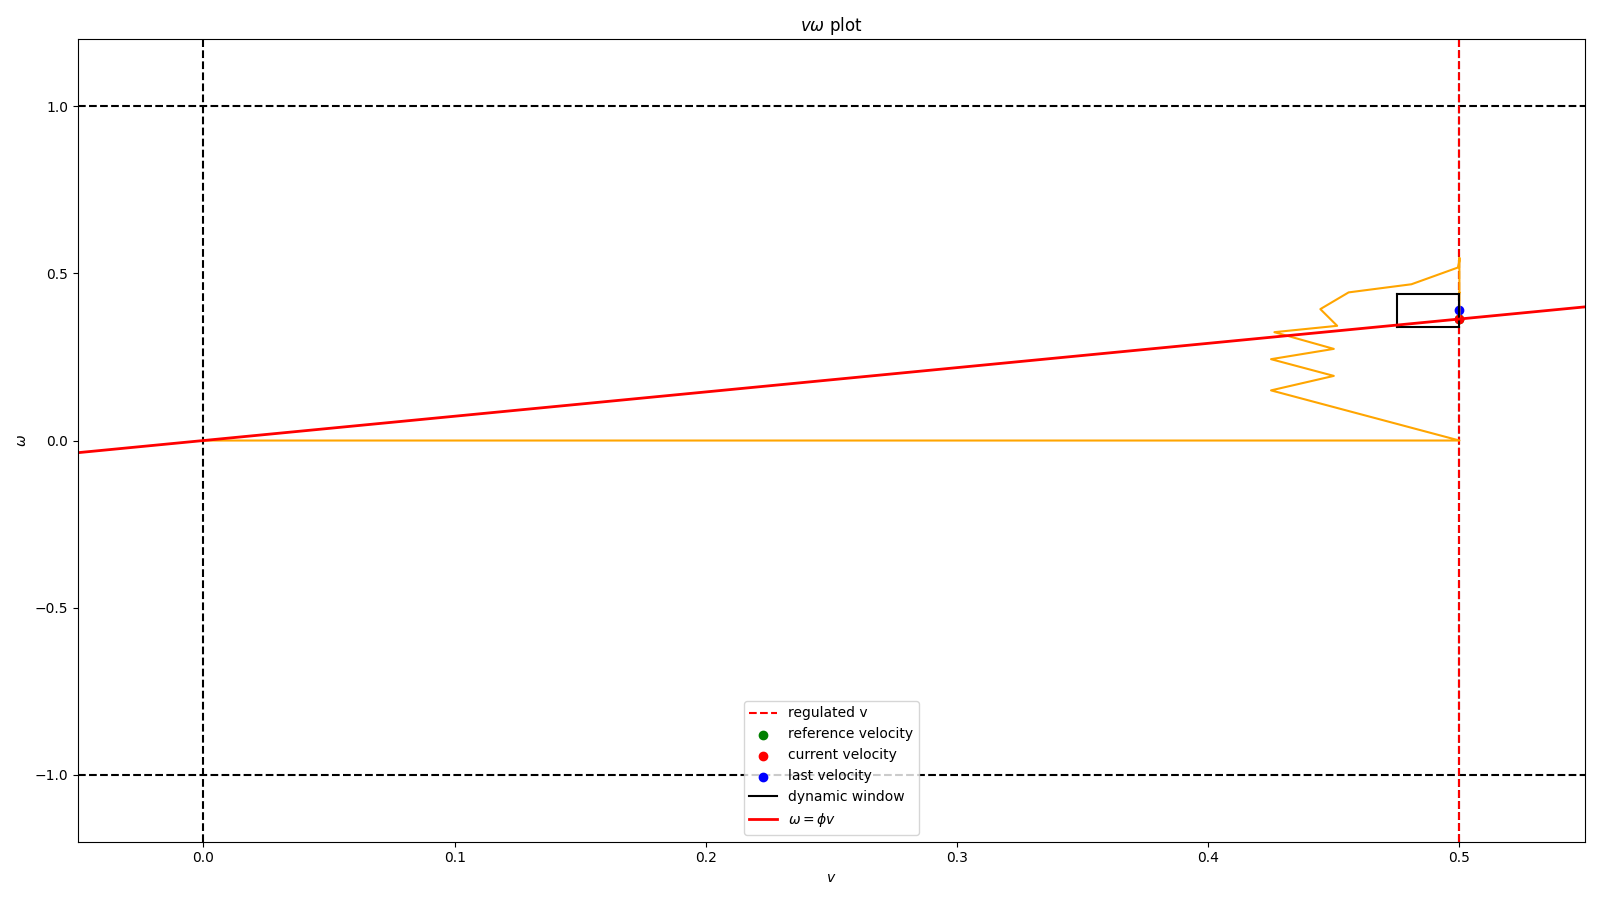 vω plot
1.0
0.5
0.0
−0.5
−1.0
ω
0.0 0.1 0.2 0.3 0.4 0.5
v
regulated v
reference velocity
current velocity
last velocity
dynamic window
ω = ϕv